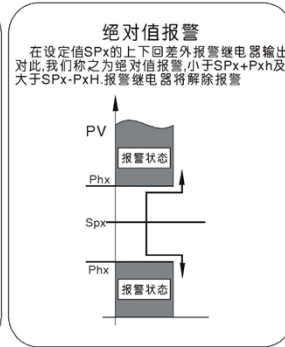 绝对值报警
在设定值SPx的上下回差外报警继电器输出
对此,我们称之为绝对值报警,小于SPx+Pxh及
大于SPx-PxH.报警继电器将解除报警
PV
报警状态
Phx
Spx
Phx
报警状态